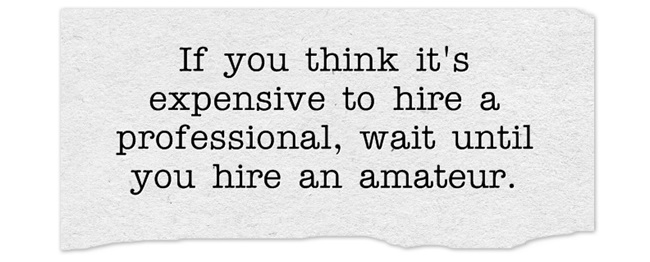 If you think it's
expensive to hire a
professional, wait until
you hire an amateur.